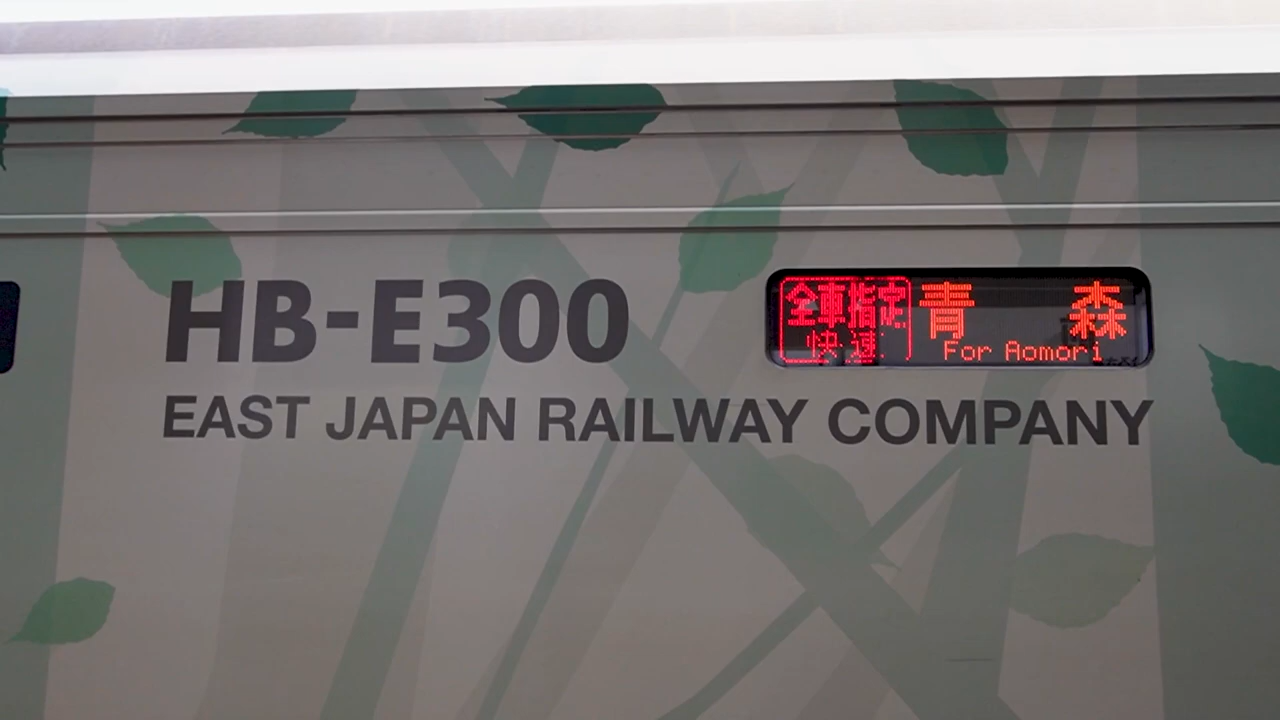 HB-E300
全車指定 青森
快速 For Aomori
EAST JAPAN RAILWAY COMPANY